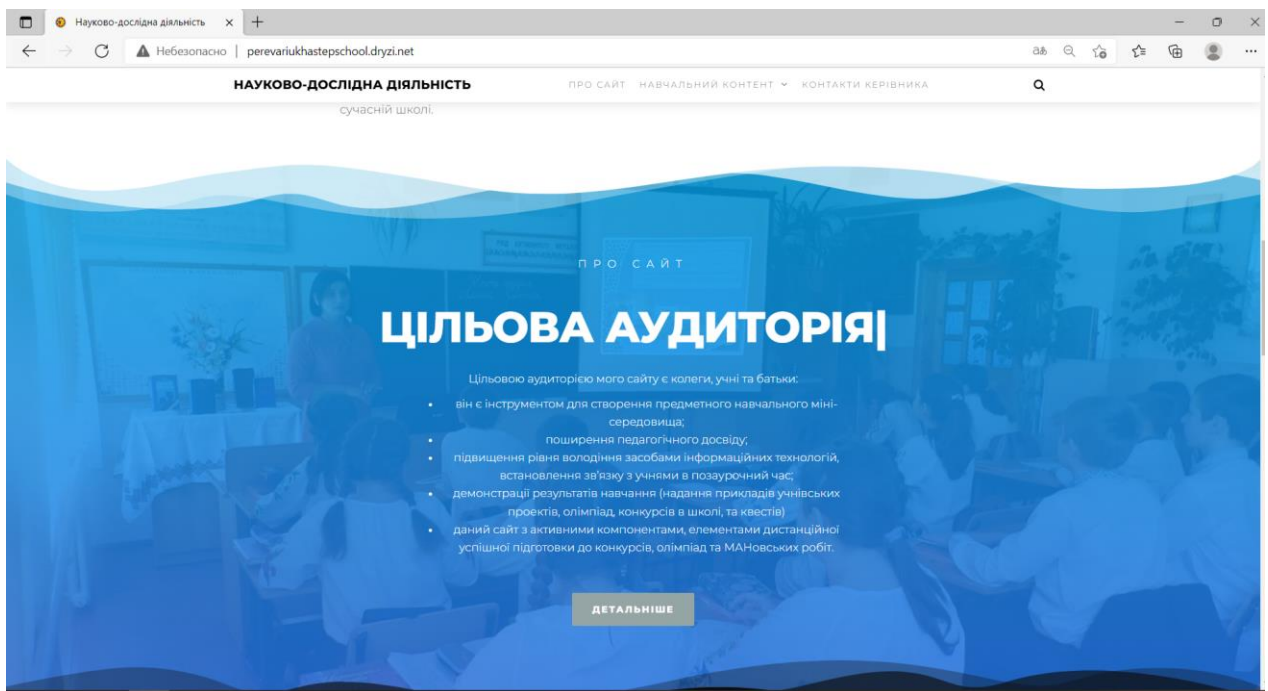 Науково-дослідна діяльність
Небезпасно | perevariukhastepschool.dryzi.net
НАУКОВО-ДОСЛІДНА ДІЯЛЬНІСТЬ ПРО САЙТ НАВЧАЛЬНИЙ КОНТЕНТ КОНТАКТИ КЕРІВНИКА
сучасній школі.
ПРО САЙТ
ЦІЛЬОВА АУДИТОРІЯ|
Цільовою аудиторією мого сайту є колеги, учні та батьки:
• він є інструментом для створення предметного навчального міні-
середовища;
• поширення педагогічного досвіду;
• підвищення рівня володіння засобами інформаційних технологій,
встановлення зв'язку з учнями в позаурочний час;
• демонстрації результатів навчання (надання прикладів учнівських
проектів, олімпіад, конкурсів в школі, та квестів)
• даний сайт з активними компонентами, елементами дистанційної
успішної підготовки до конкурсів, олімпіад та МАНовських робіт.
ДЕТАЛЬНІШЕ